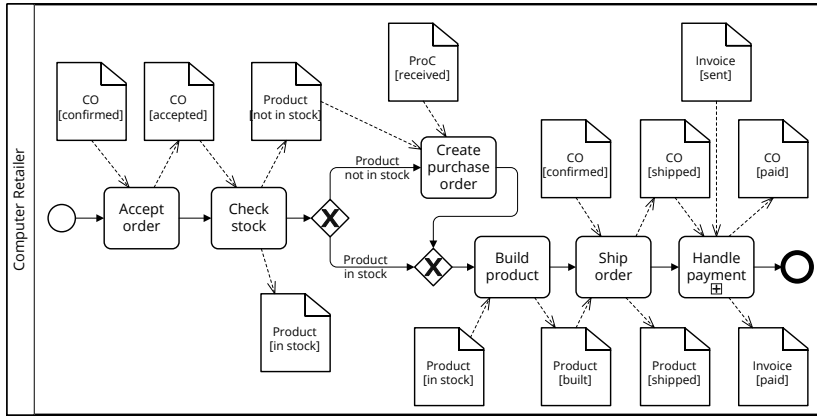 Computer Retailer
ProC
[received]
Invoice
[sent]
CO
[confirmed]
CO
[accepted]
Product
[not in stock]
CO
[confirmed]
CO
[shipped]
CO
[paid]
Accept
order
Check
stock
Product
not in stock
Create
purchase
order
X
Product
in stock
X
Build
product
Ship
order
Handle
payment
Product
[in stock]
Product
[in stock]
Product
[built]
Product
[shipped]
Invoice
[paid]